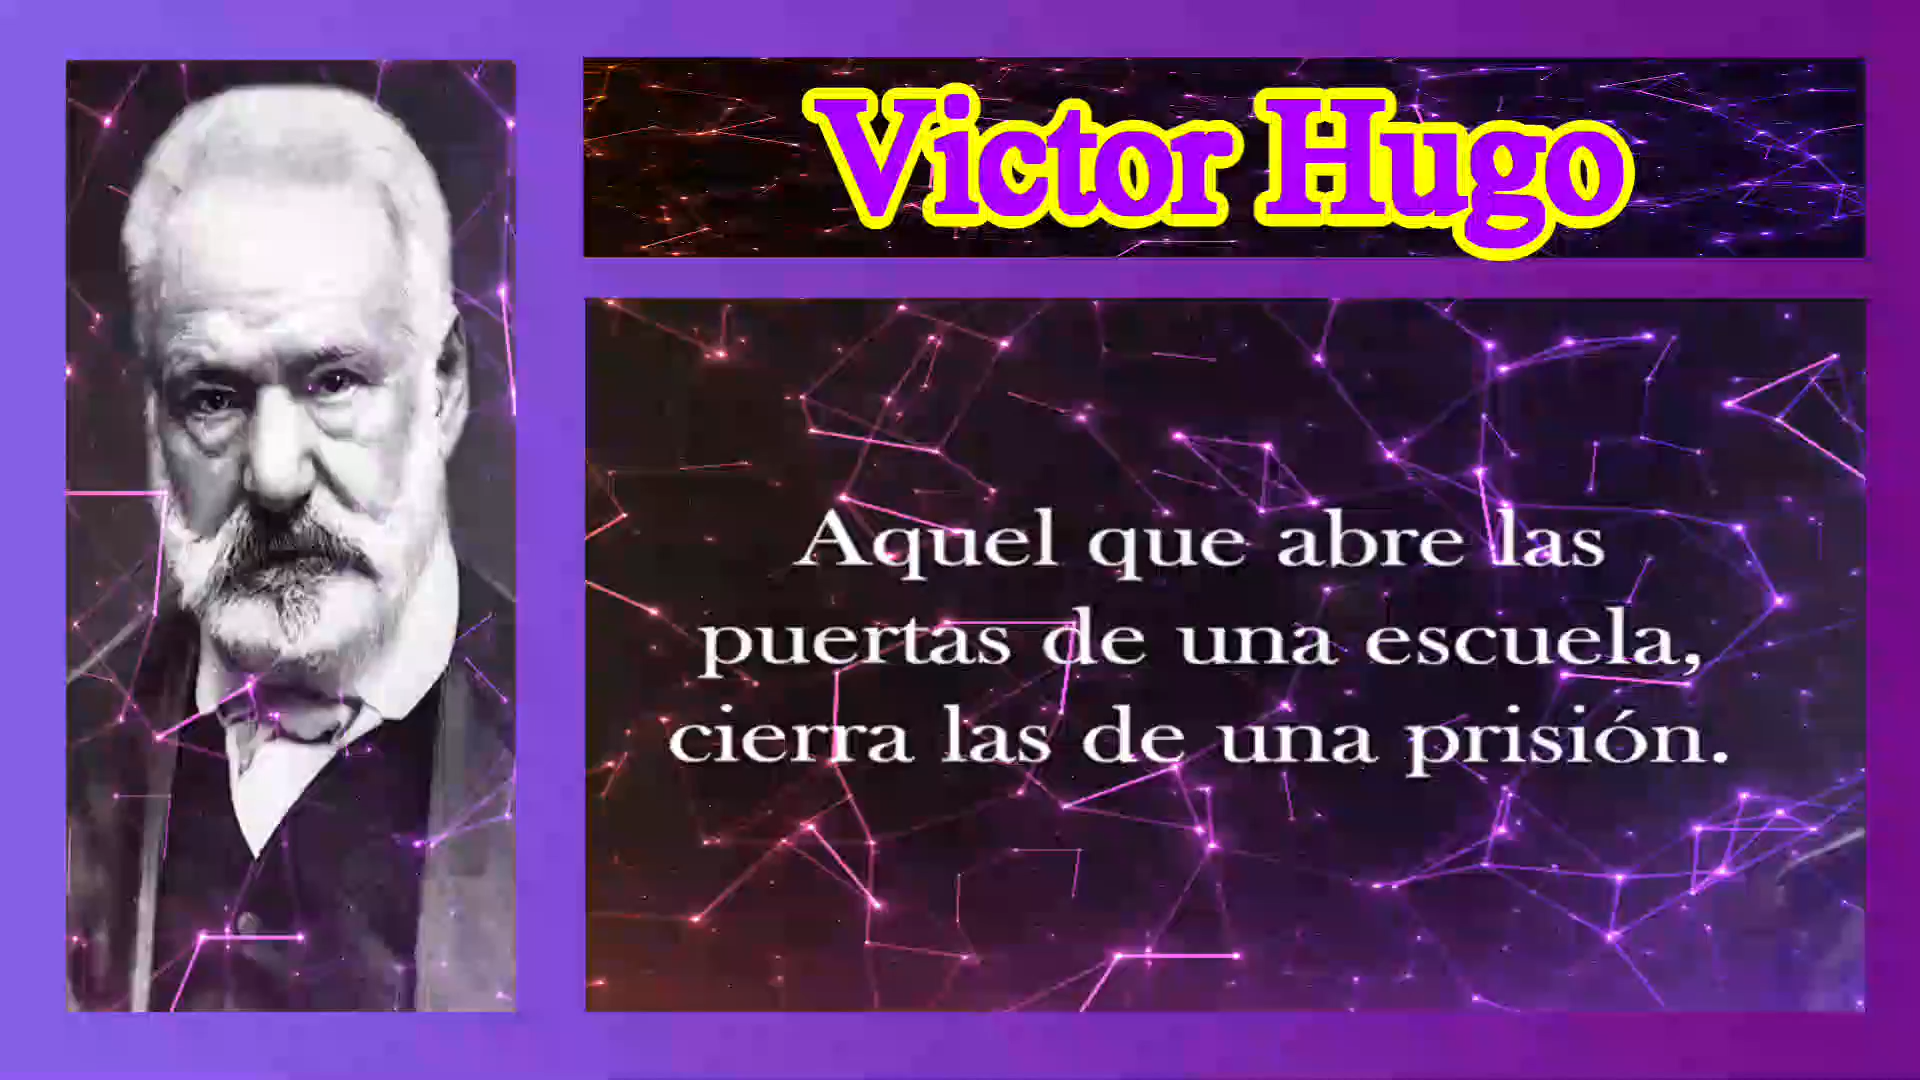 Victor Hugo
Aquel que abre las
puertas de una escuela,
cierra las de una prisión.